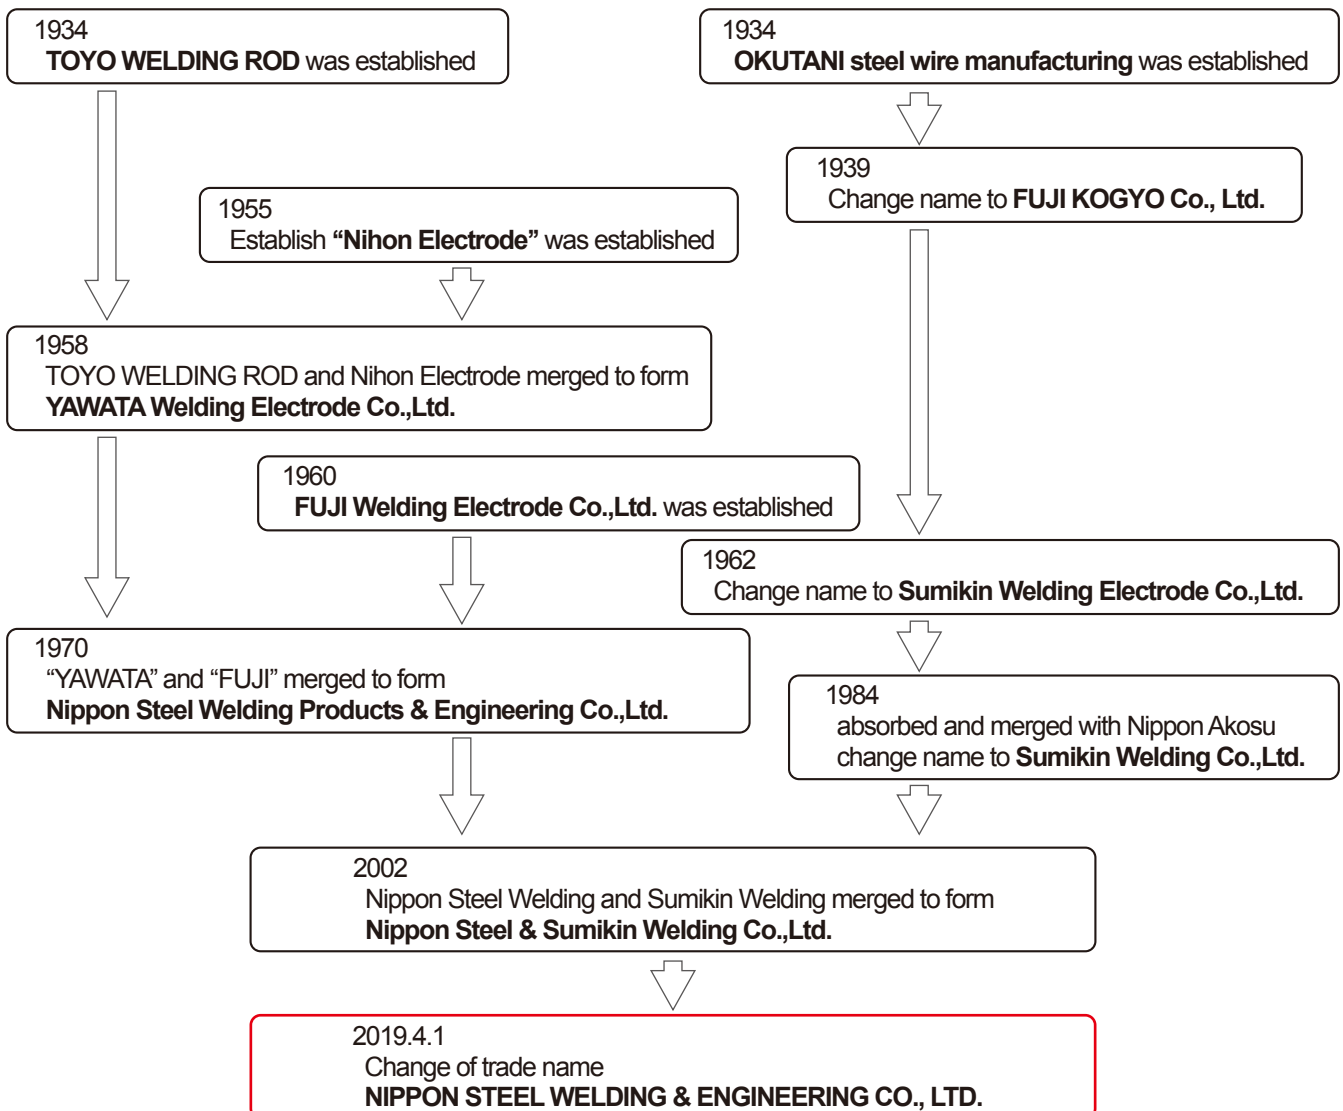 1934
TOYO WELDING ROD was established
1934
OKUTANI steel wire manufacturing was established
1939
Change name to FUJI KOGYO Co., Ltd.
1955
Establish “Nihon Electrode” was established
1958
TOYO WELDING ROD and Nihon Electrode merged to form
YAWATA Welding Electrode Co.,Ltd.
1960
FUJI Welding Electrode Co.,Ltd. was established
1962
Change name to Sumikin Welding Electrode Co.,Ltd.
1970
“YAWATA” and “FUJI” merged to form
Nippon Steel Welding Products & Engineering Co.,Ltd.
1984
absorbed and merged with Nippon Akosu
change name to Sumikin Welding Co.,Ltd.
2002
Nippon Steel Welding and Sumikin Welding merged to form
Nippon Steel & Sumikin Welding Co.,Ltd.
2019.4.1
Change of trade name
NIPPON STEEL WELDING & ENGINEERING CO., LTD.